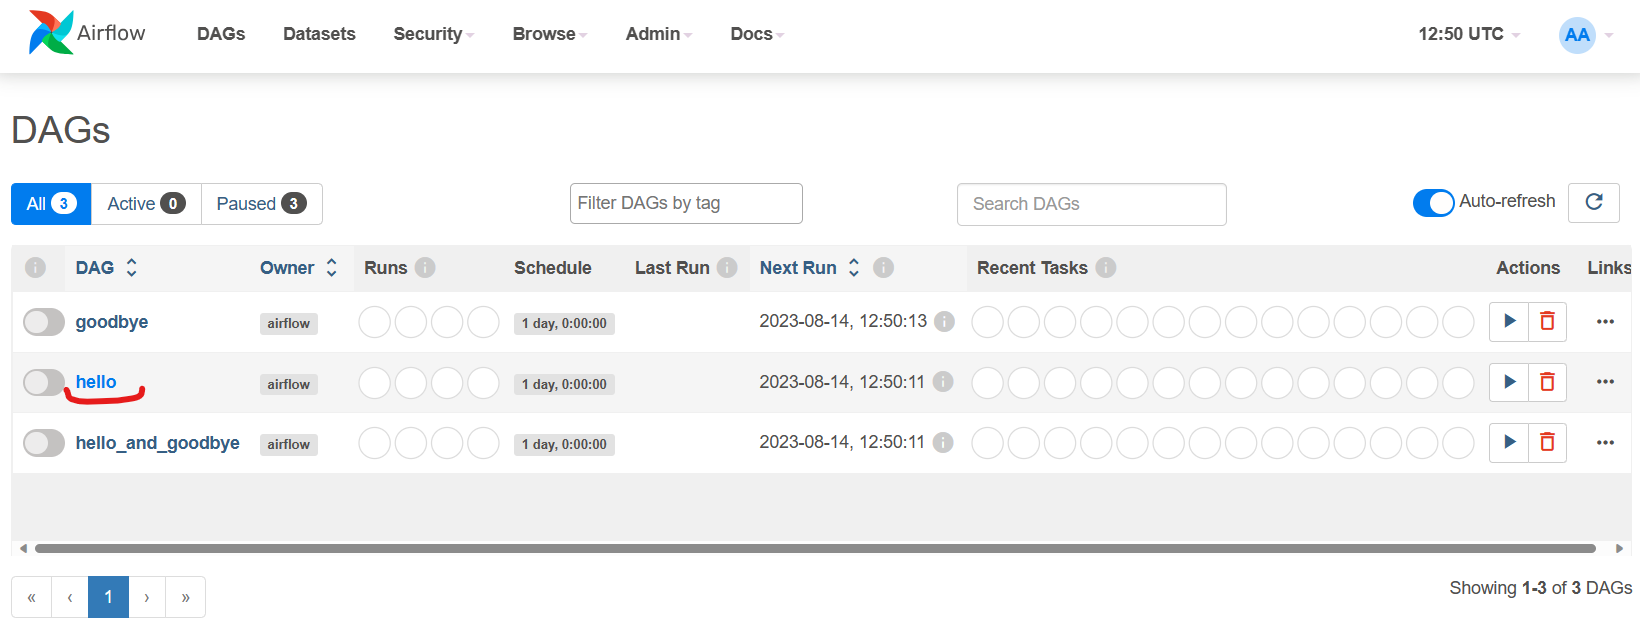 Airflow DAGs Datasets Security Browse Admin Docs 12:50 UTC AA
DAGs
All 3 Active 0 Paused 3 Filter DAGs by tag Search DAGs Auto-refresh
i DAG Owner Runs i Schedule Last Run i Next Run i Recent Tasks i Actions Links
goodbye airflow 1 day, 0:00:00 2023-08-14, 12:50:13 i ...
hello airflow 1 day, 0:00:00 2023-08-14, 12:50:11 i ...
hello_and_goodbye airflow 1 day, 0:00:00 2023-08-14, 12:50:11 i ...
« ‹ 1 › » Showing 1-3 of 3 DAGs